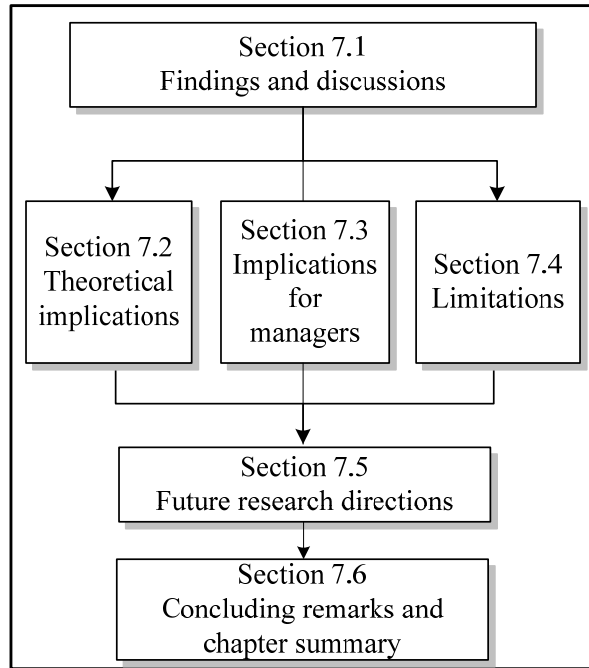 Section 7.1
Findings and discussions
Section 7.2
Theoretical
implications
Section 7.3
Implications
for
managers
Section 7.4
Limitations
Section 7.5
Future research directions
Section 7.6
Concluding remarks and
chapter summary